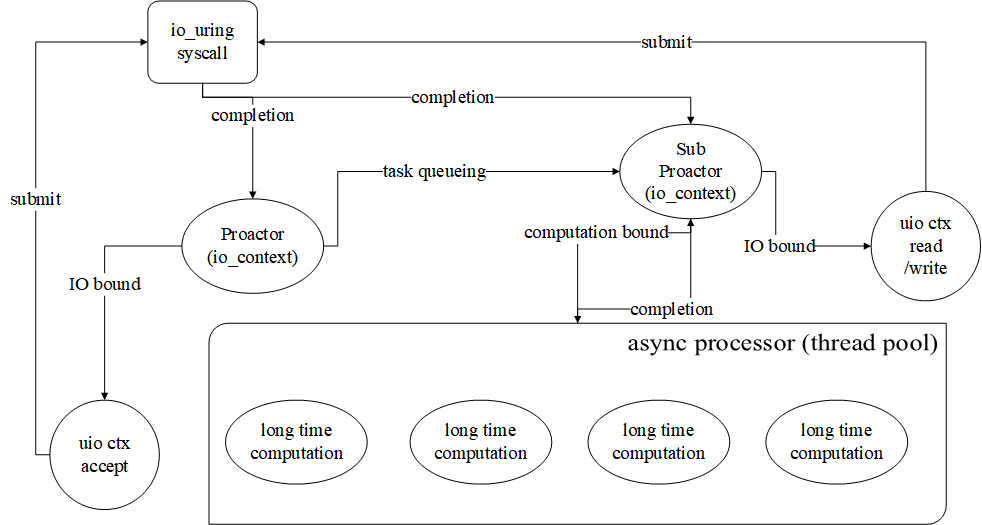 io_uring
syscall
submit
completion
completion
Sub
Proactor
(io_context)
task queueing
submit
Proactor
(io_context)
uio ctx
read
/write
computation bound
IO bound
IO bound
completion
async processor (thread pool)
long time
computation
long time
computation
long time
computation
long time
computation
uio ctx
accept